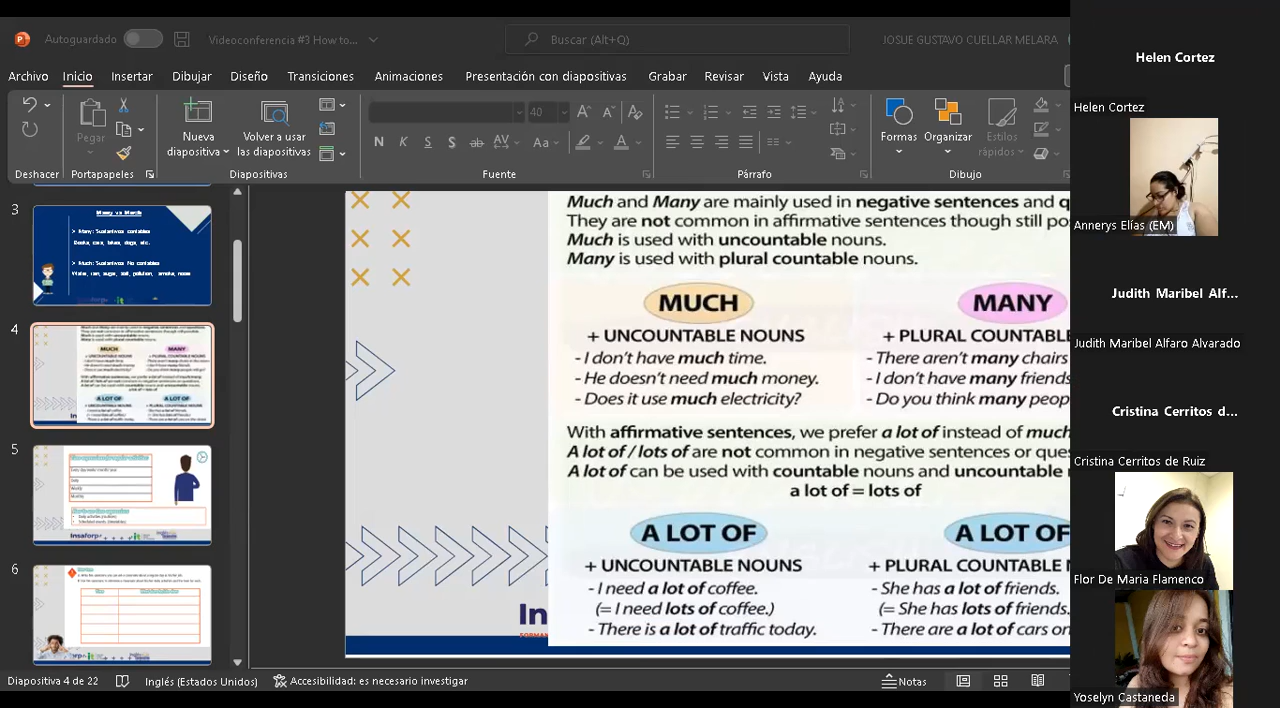 Autoguardado
Videoconferencia #3 How to...
Buscar (Alt+Q)
JOSUE GUSTAVO CUELLAR MELARA
Archivo Inicio Insertar Dibujar Diseño Transiciones Animaciones Presentación con diapositivas Grabar Revisar Vista Ayuda
Pegar
Nueva diapositiva
Volver a usar las diapositivas
40
N K S S ab AV Aa A
Formas
Organizar
Estilos rápidos
Deshacer Portapapeles Diapositivas Fuente Párrafo Dibujo
3
Many vs Much
Many: Sustantivos contables
Much: Sustantivos No contables
4
5
6
Much and Many are mainly used in negative sentences and q
They are not common in affirmative sentences though still po
Much is used with uncountable nouns.
Many is used with plural countable nouns.
MUCH
+ UNCOUNTABLE NOUNS
- I don't have much time.
- He doesn't need much money.
- Does it use much electricity?
MANY
+ PLURAL COUNTABLE
- There aren't many chairs
- I don't have many friends
- Do you think many peop
With affirmative sentences, we prefer a lot of instead of much
A lot of / lots of are not common in negative sentences or ques
A lot of can be used with countable nouns and uncountable
a lot of = lots of
A LOT OF
+ UNCOUNTABLE NOUNS
- I need a lot of coffee.
(= I need lots of coffee.)
- There is a lot of traffic today.
A LOT OF
+ PLURAL COUNTABLE N
- She has a lot of friends.
(= She has lots of friends.
- There are a lot of cars on
In
Diapositiva 4 de 22
Inglés (Estados Unidos)
Accesibilidad: es necesario investigar
Notas
Helen Cortez
Helen Cortez
Annerys Elías (EM)
Judith Maribel Alf...
Judith Maribel Alfaro Alvarado
Cristina Cerritos d...
Cristina Cerritos de Ruiz
Flor De Maria Flamenco
Yoselyn Castaneda